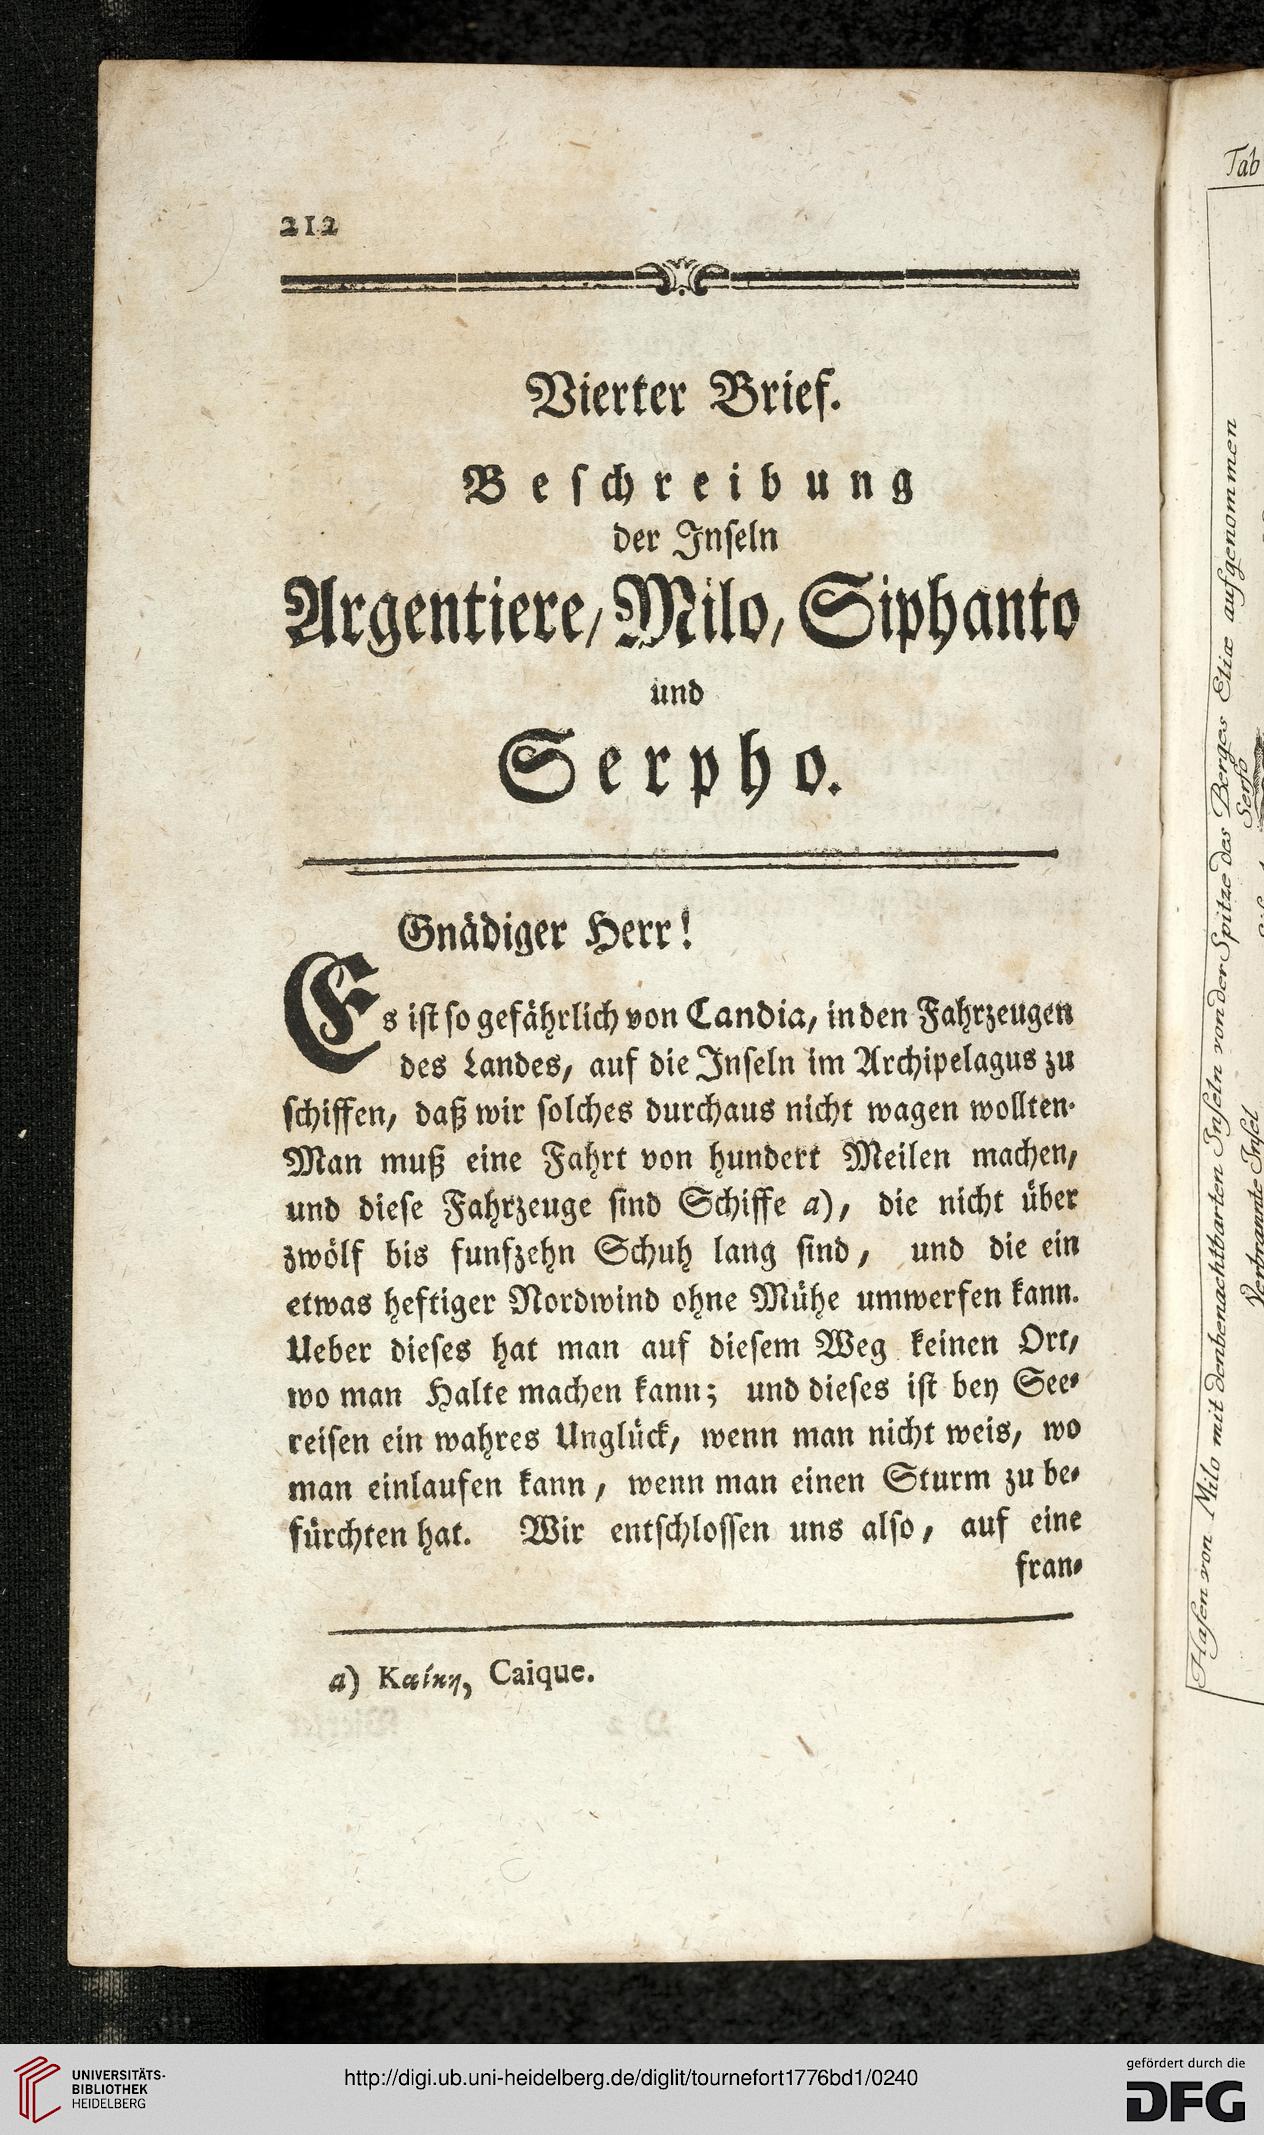 212
Vierter Brief.
Beschreibung
der Inseln
Argentiere, Milo, Siphanto
und
Serpho.
Gnädiger Herr!
Es ist so gefährlich von Candia, in den Fahrzeugen
des Landes, auf die Inseln im Archipelagus zu
schiffen, daß wir solches durchaus nicht wagen wollten.
Man muß eine Fahrt von hundert Meilen machen,
und diese Fahrzeuge sind Schiffe a), die nicht über
zwölf bis funfzehn Schuh lang sind, und die ein
etwas heftiger Nordwind ohne Mühe umwerfen kann.
Ueber dieses hat man auf diesem Weg keinen Ort,
wo man Halte machen kann; und dieses ist bey See-
reisen ein wahres Unglück, wenn man nicht weis, wo
man einlaufen kann, wenn man einen Sturm zu be-
fürchten hat. Wir entschlossen uns also, auf eine
fran-
a) Καίκη, Caique.
Tab
Hafen von Milo mit denbenachtbarten Inseln von der Spitze des Berges Eliæ aufgenommen
Serfo
Verbrannte Insel
UNIVERSITÄTS-
BIBLIOTHEK
HEIDELBERG
http://digi.ub.uni-heidelberg.de/diglit/tournefort1776bd1/0240
gefördert durch die
DFG